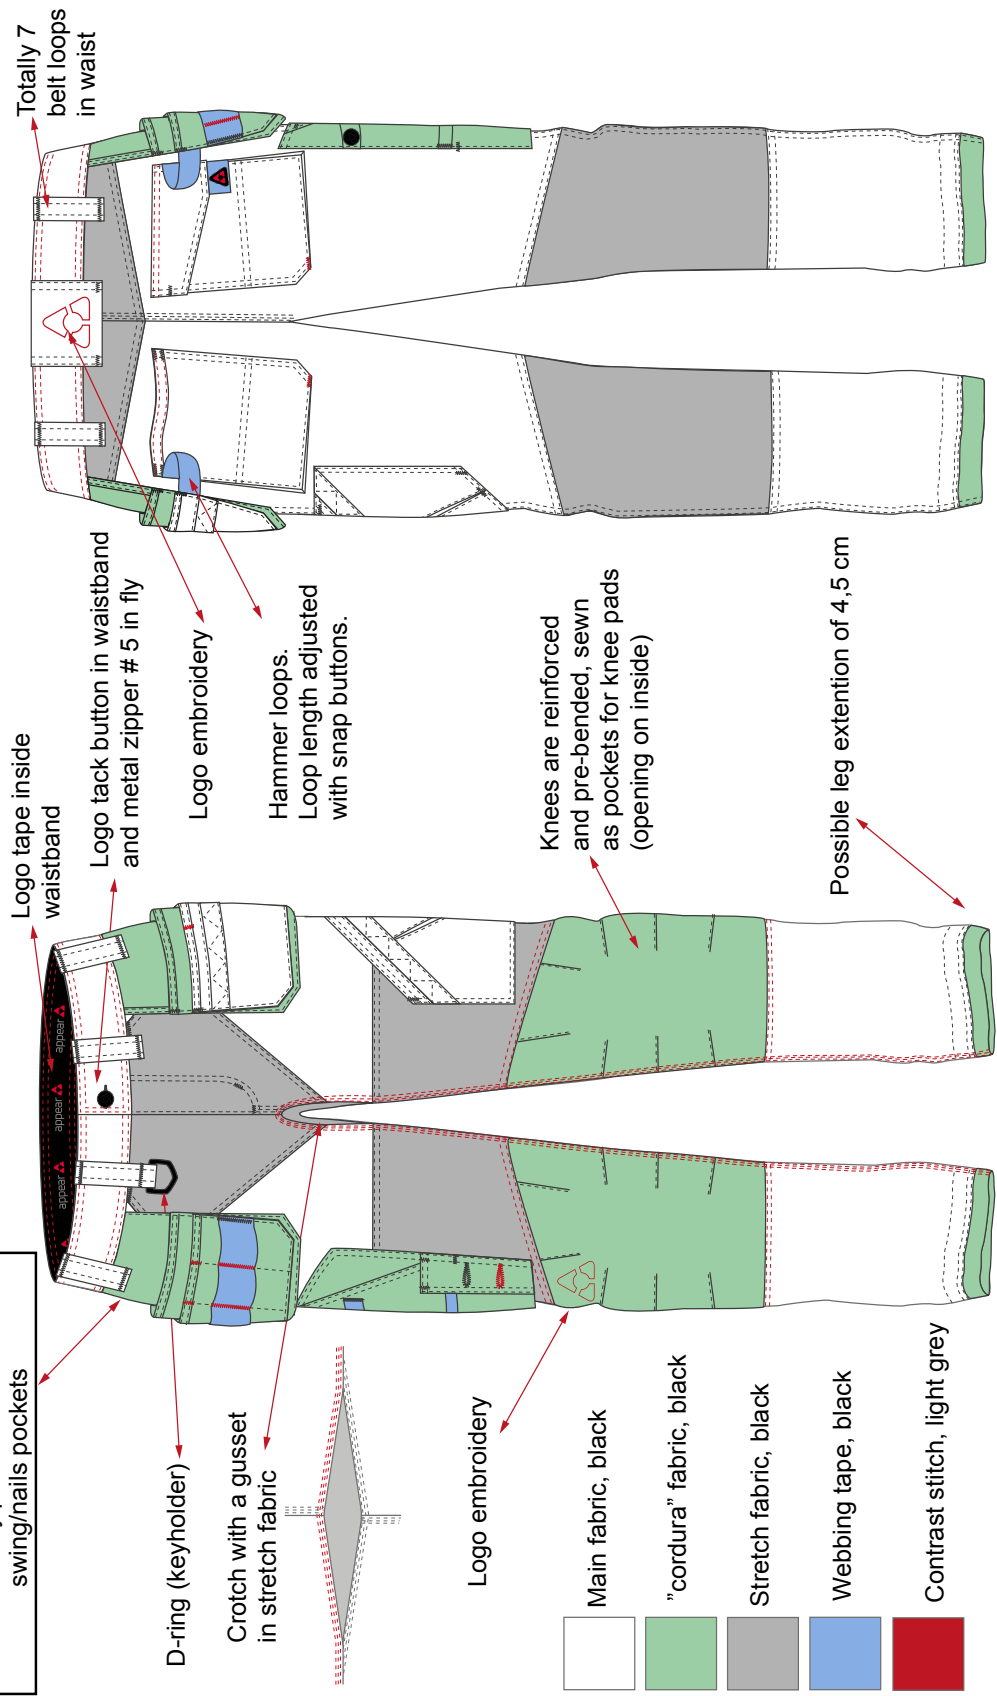 swing/nails pockets
D-ring (keyholder)
Crotch with a gusset
in stretch fabric
Logo embroidery
Main fabric, black
”cordura” fabric, black
Stretch fabric, black
Webbing tape, black
Contrast stitch, light grey
Logo tape inside
waistband
Logo tack button in waistband
and metal zipper # 5 in fly
Logo embroidery
Hammer loops.
Loop length adjusted
with snap buttons.
Knees are reinforced
and pre-bended, sewn
as pockets for knee pads
(opening on inside)
Possible leg extention of 4,5 cm
Totally 7
belt loops
in waist
appear
appear
appear